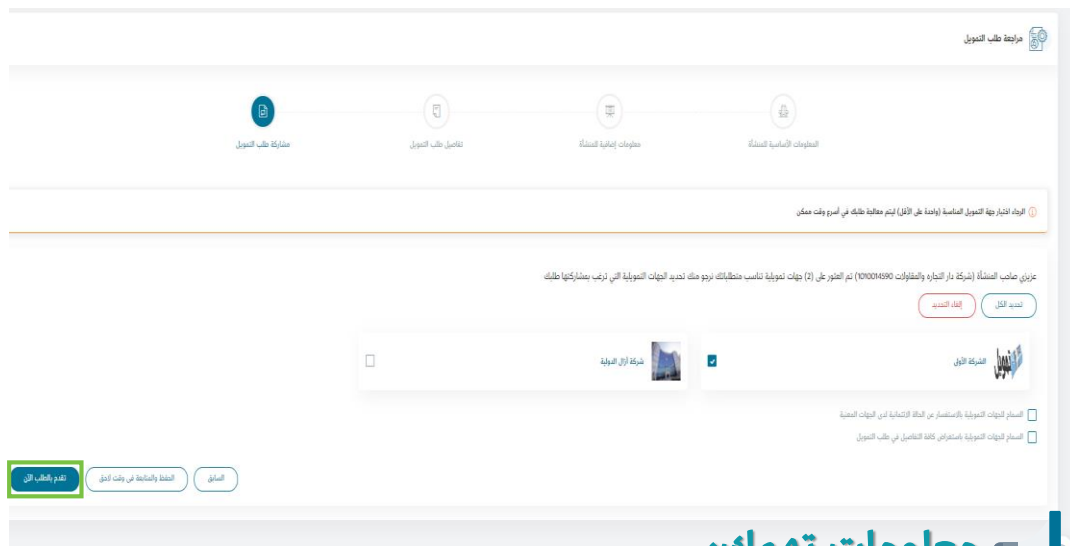 مراجعة طلب التمويل
المعلومات الأساسية للمنشأة
معلومات إضافية للمنشأة
تفاصيل طلب التمويل
مشاركة طلب التمويل
الرجاء اختيار جهة التمويل المناسبة (واحدة على الأقل) ليتم معالجة طلبك في أسرع وقت ممكن
عزيزي صاحب المنشأة (شركة دار التجاره والمقاولات 1010014590) تم العثور على (2) جهات تمويلية تناسب متطلباتك نرجو منك تحديد الجهات التمويلية التي ترغب بمشاركتها طلبك
تحديد الكل
إلغاء التحديد
تمويل
الشركة الأولى
شركة أزال الدولية
السماح للجهات التمويلية بالاستفسار عن الحالة الإئتمانية لدى الجهات المعنية
السماح للجهات التمويلية باستعراض كافة التفاصيل في طلب التمويل
السابق
الحفظ والمتابعة في وقت لاحق
تقدم بالطلب الآن